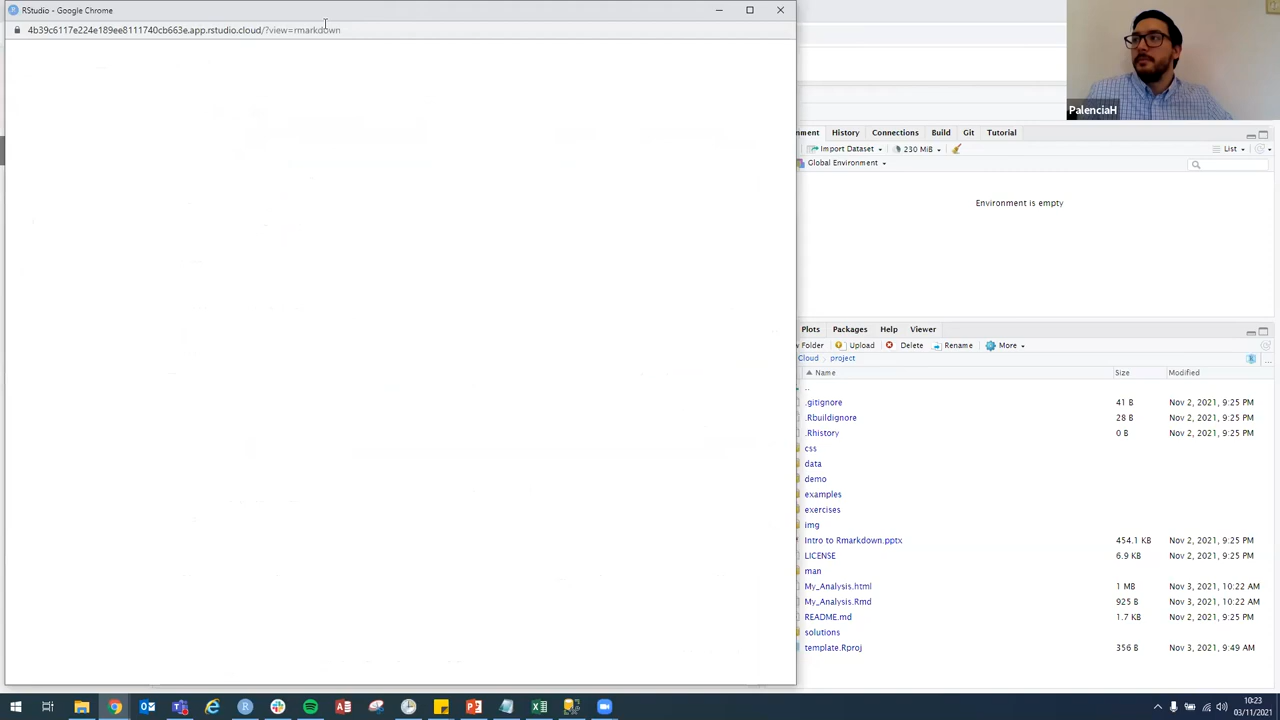 RStudio - Google Chrome
4b39c6117e224e189ee8111740cb663e.app.rstudio.cloud/?view=rmarkdown
PalenciaH
nment History Connections Build Git Tutorial
Import Dataset 230 MiB List
Global Environment
Environment is empty
Plots Packages Help Viewer
Folder Upload Delete Rename More
Cloud project
Name Size Modified
..
.gitignore 41 B Nov 2, 2021, 9:25 PM
.Rbuildignore 28 B Nov 2, 2021, 9:25 PM
.Rhistory 0 B Nov 2, 2021, 9:25 PM
css
data
demo
examples
exercises
img
Intro to Rmarkdown.pptx 454.1 KB Nov 2, 2021, 9:25 PM
LICENSE 6.9 KB Nov 2, 2021, 9:25 PM
man
My_Analysis.html 1 MB Nov 3, 2021, 10:22 AM
My_Analysis.Rmd 925 B Nov 3, 2021, 10:22 AM
README.md 1.7 KB Nov 2, 2021, 9:25 PM
solutions
template.Rproj 356 B Nov 3, 2021, 9:49 AM
10:23
03/11/2021